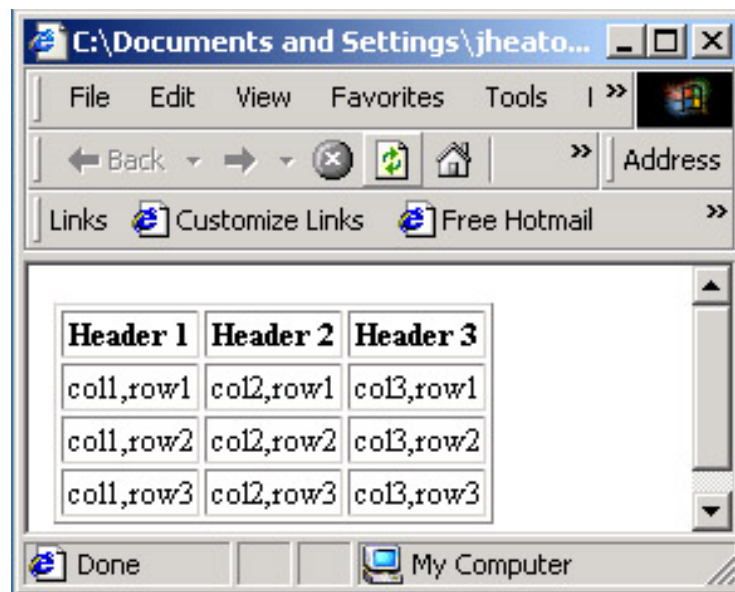 C:\Documents and Settings\jheato...
File Edit View Favorites Tools »
Back » Address
Links Customize Links Free Hotmail »
Header 1 Header 2 Header 3
col1,row1 col2,row1 col3,row1
col1,row2 col2,row2 col3,row2
col1,row3 col2,row3 col3,row3
Done My Computer